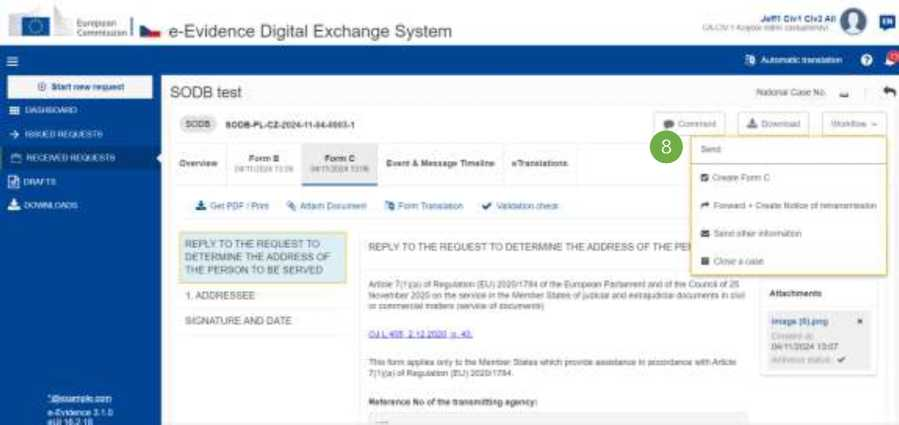 European
Commission
e-Evidence Digital Exchange System
Jeff1 Civ1 Civ2 All
EN
Automatic translation
Start new request
SODB test
National Case No.
DASHBOARD
SODB
SODB-PL-CZ-2024-11-04-0003-1
Comment
Download
Workflow
ISSUED REQUESTS
8
Send
RECEIVED REQUESTS
Overview
Form B
Form C
Event & Message Timeline
eTranslations
04/11/2024 13:06
04/11/2024 13:06
Create Form C
DRAFTS
DOWNLOADS
Get PDF / Print
Attach Document
Form Translation
Validation check
Forward + Create Notice of retransmission
Send other information
Close a case
REPLY TO THE REQUEST TO
DETERMINE THE ADDRESS OF
THE PERSON TO BE SERVED
REPLY TO THE REQUEST TO DETERMINE THE ADDRESS OF THE PE
1. ADDRESSEE
SIGNATURE AND DATE
Article 7(1)(a) of Regulation (EU) 2020/1784 of the European Parliament and of the Council of 25
November 2020 on the service in the Member States of judicial and extrajudicial documents in civil
or commercial matters (service of documents)
OJ L 405, 2.12.2020, p. 40.
This form applies only to the Member States which provide assistance in accordance with Article
7(1)(a) of Regulation (EU) 2020/1784.
Reference No of the transmitting agency:
Attachments
image (6).png
Created at:
04/11/2024 13:07
Antivirus status:
*@example.com
e-Evidence 3.1.0
eUI 16.2.18